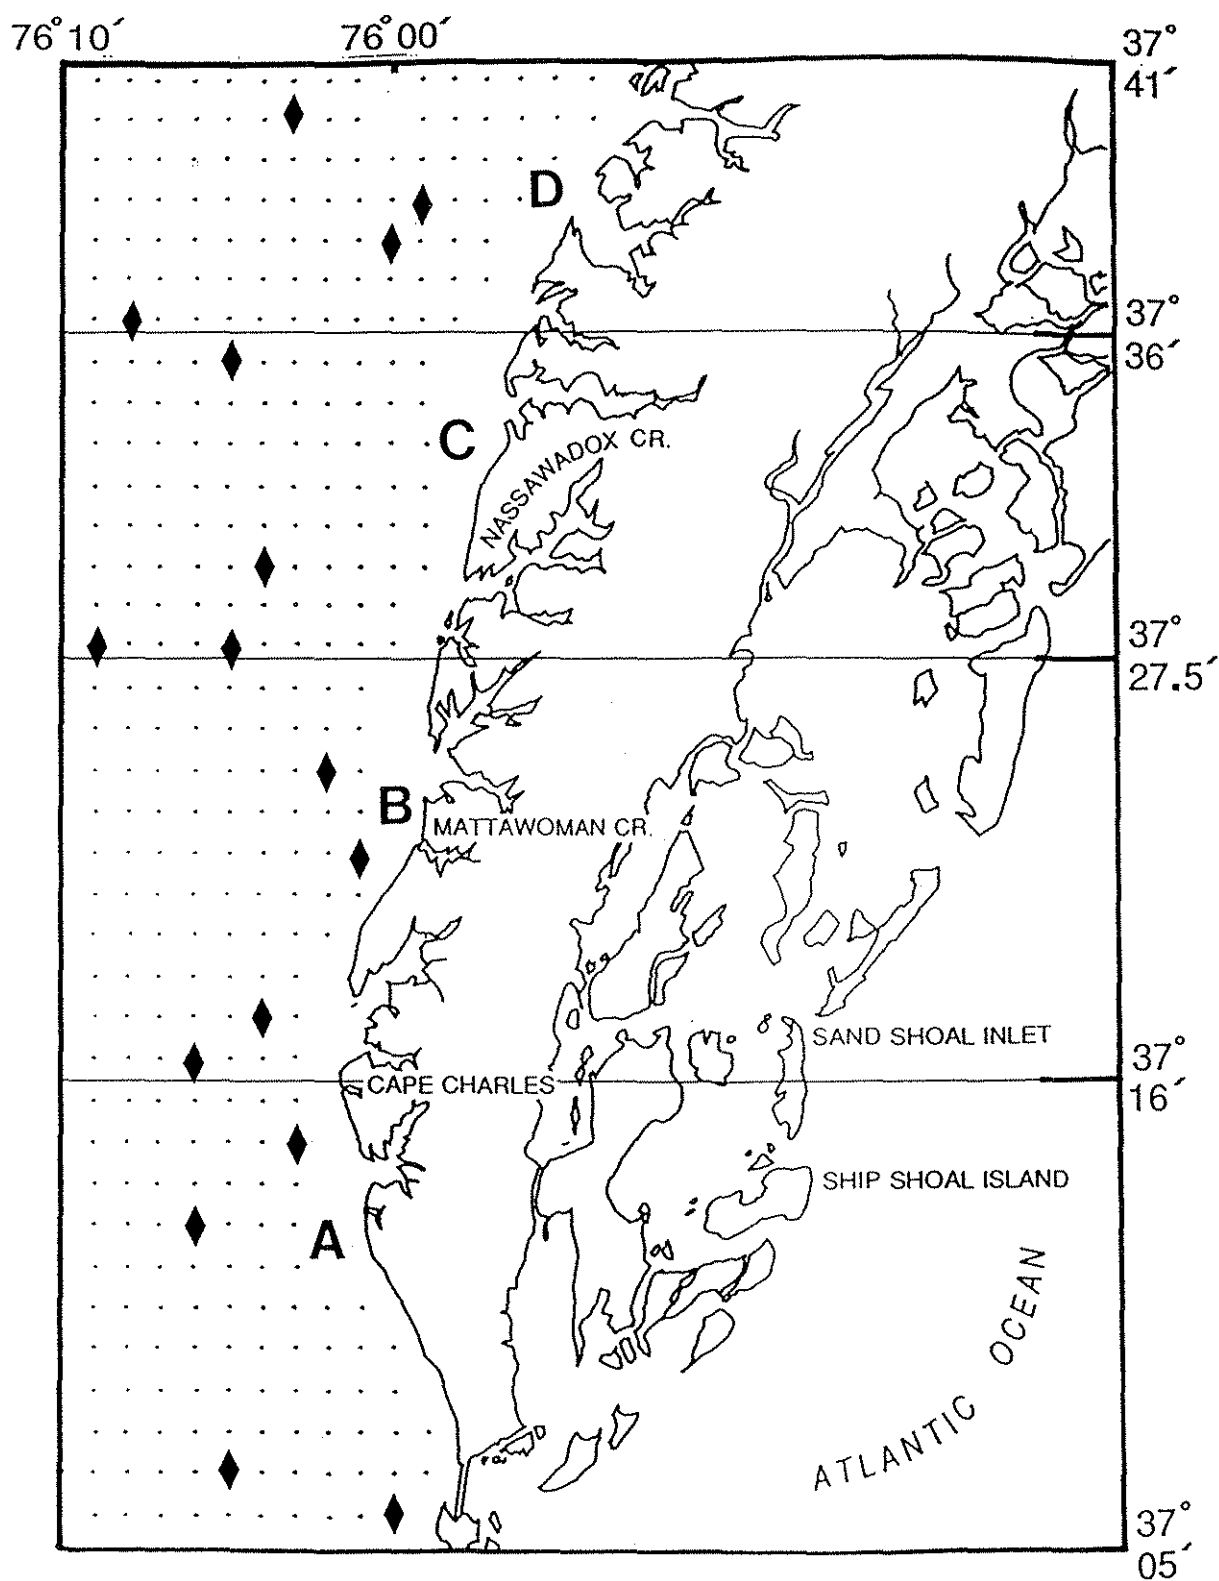 76°10′
76°00′
37°
41′
D
37°
36′
C
NASSAWADOX CR.
37°
27.5′
B
MATTAWOMAN CR.
SAND SHOAL INLET
37°
16′
CAPE CHARLES
SHIP SHOAL ISLAND
A
ATLANTIC OCEAN
37°
05′